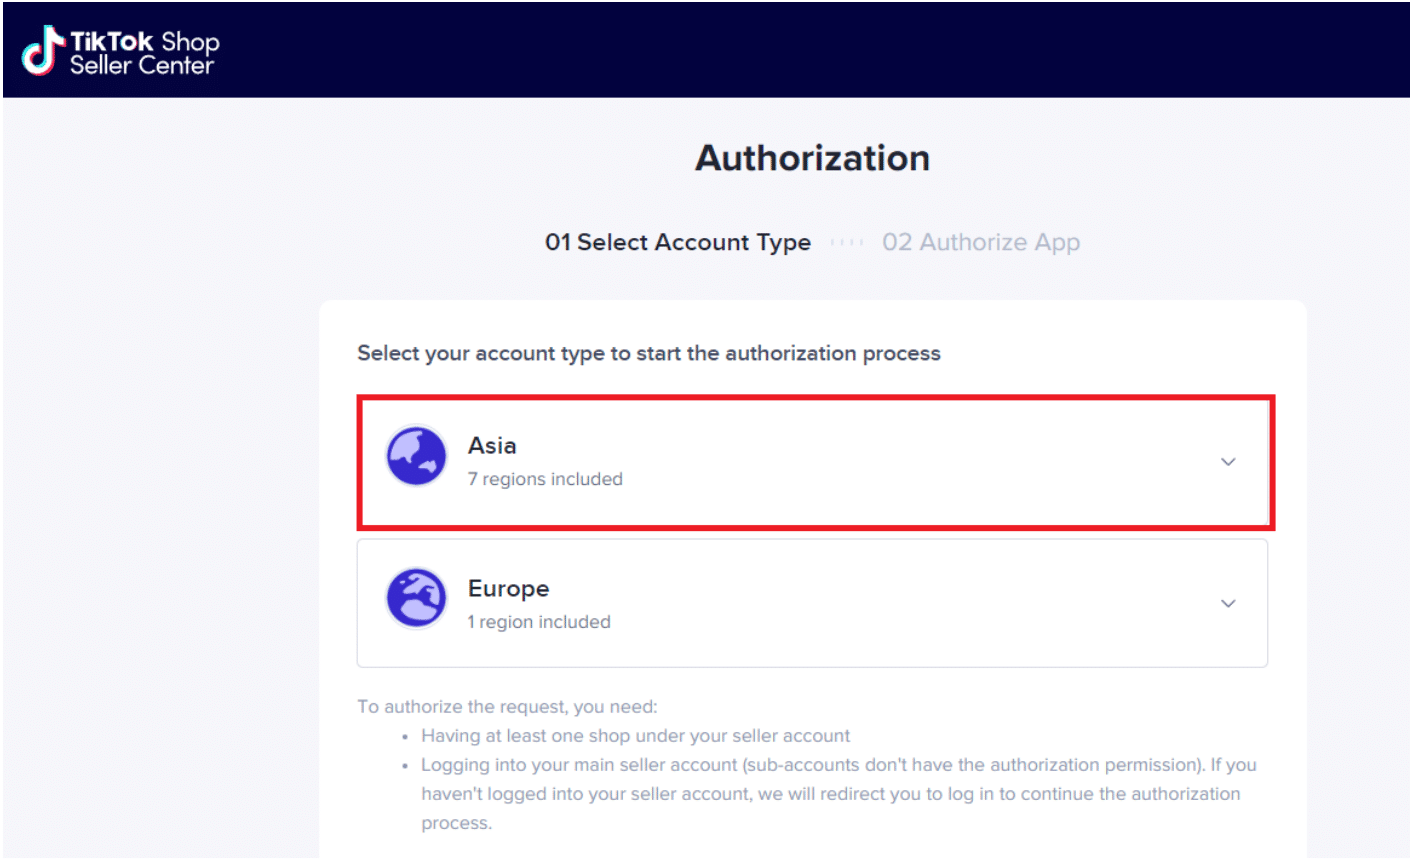 TikTok Shop
Seller Center
Authorization
01 Select Account Type
02 Authorize App
Select your account type to start the authorization process
Asia
7 regions included
Europe
1 region included
To authorize the request, you need:
• Having at least one shop under your seller account
• Logging into your main seller account (sub-accounts don't have the authorization permission). If you
haven't logged into your seller account, we will redirect you to log in to continue the authorization
process.